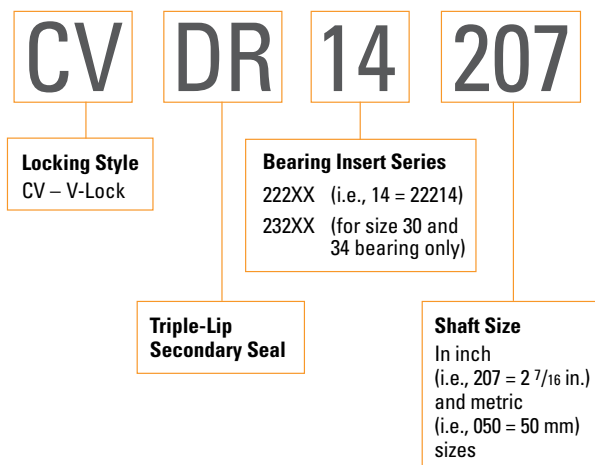 CV DR 14 207
Locking Style
CV – V-Lock
Bearing Insert Series
222XX (i.e., 14 = 22214)
232XX (for size 30 and
34 bearing only)
Triple-Lip
Secondary Seal
Shaft Size
In inch
(i.e., 207 = 2 7/16 in.)
and metric
(i.e., 050 = 50 mm)
sizes